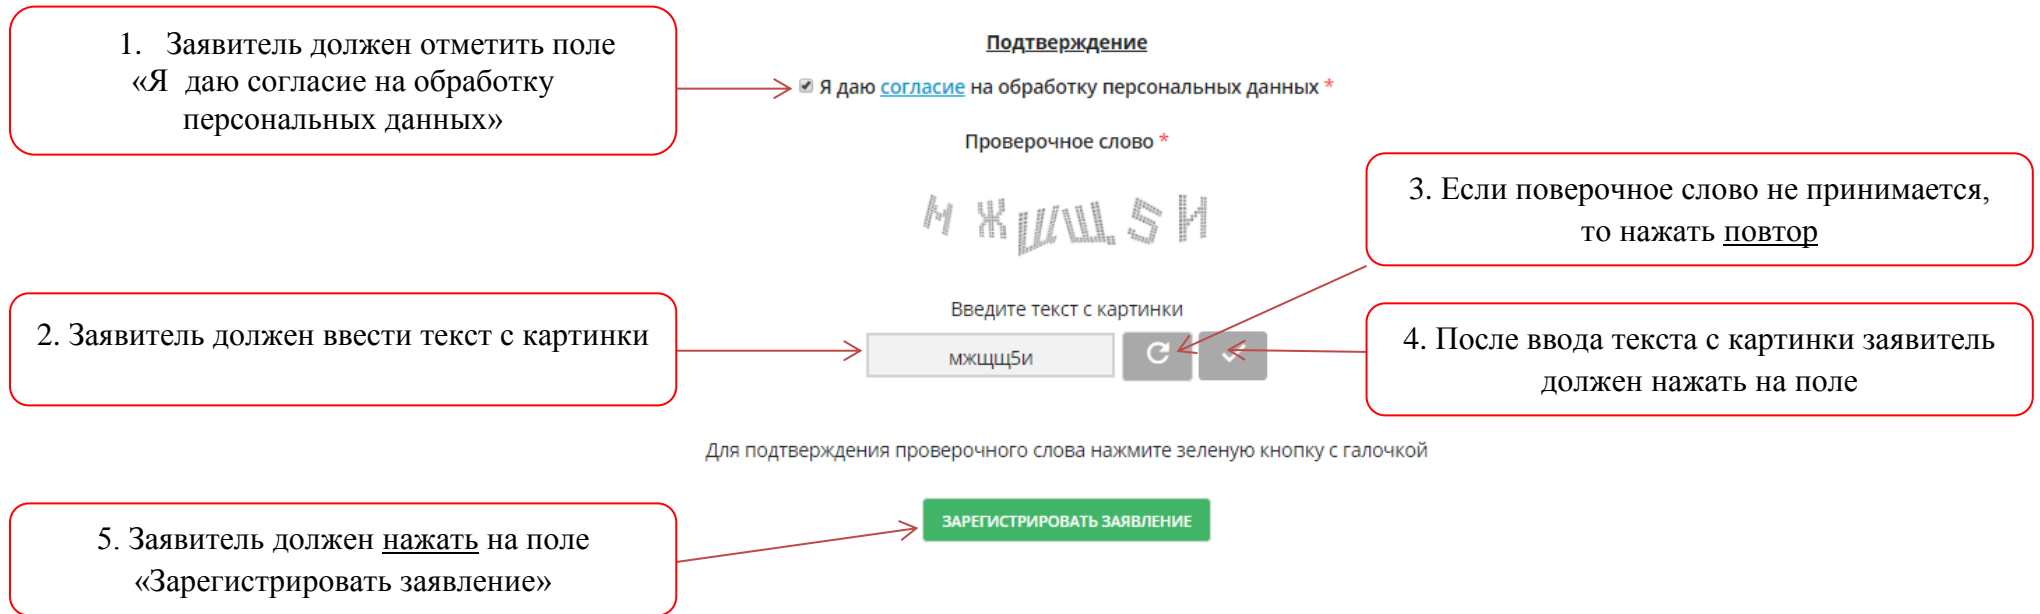 1. Заявитель должен отметить поле
«Я даю согласие на обработку
персональных данных»
Подтверждение
Я даю согласие на обработку персональных данных *
Проверочное слово *
М Ж Ш Щ 5 И
3. Если поверочное слово не принимается,
то нажать повтор
2. Заявитель должен ввести текст с картинки
Введите текст с картинки
мжщщ5и
4. После ввода текста с картинки заявитель
должен нажать на поле
Для подтверждения проверочного слова нажмите зеленую кнопку с галочкой
5. Заявитель должен нажать на поле
«Зарегистрировать заявление»
ЗАРЕГИСТРИРОВАТЬ ЗАЯВЛЕНИЕ